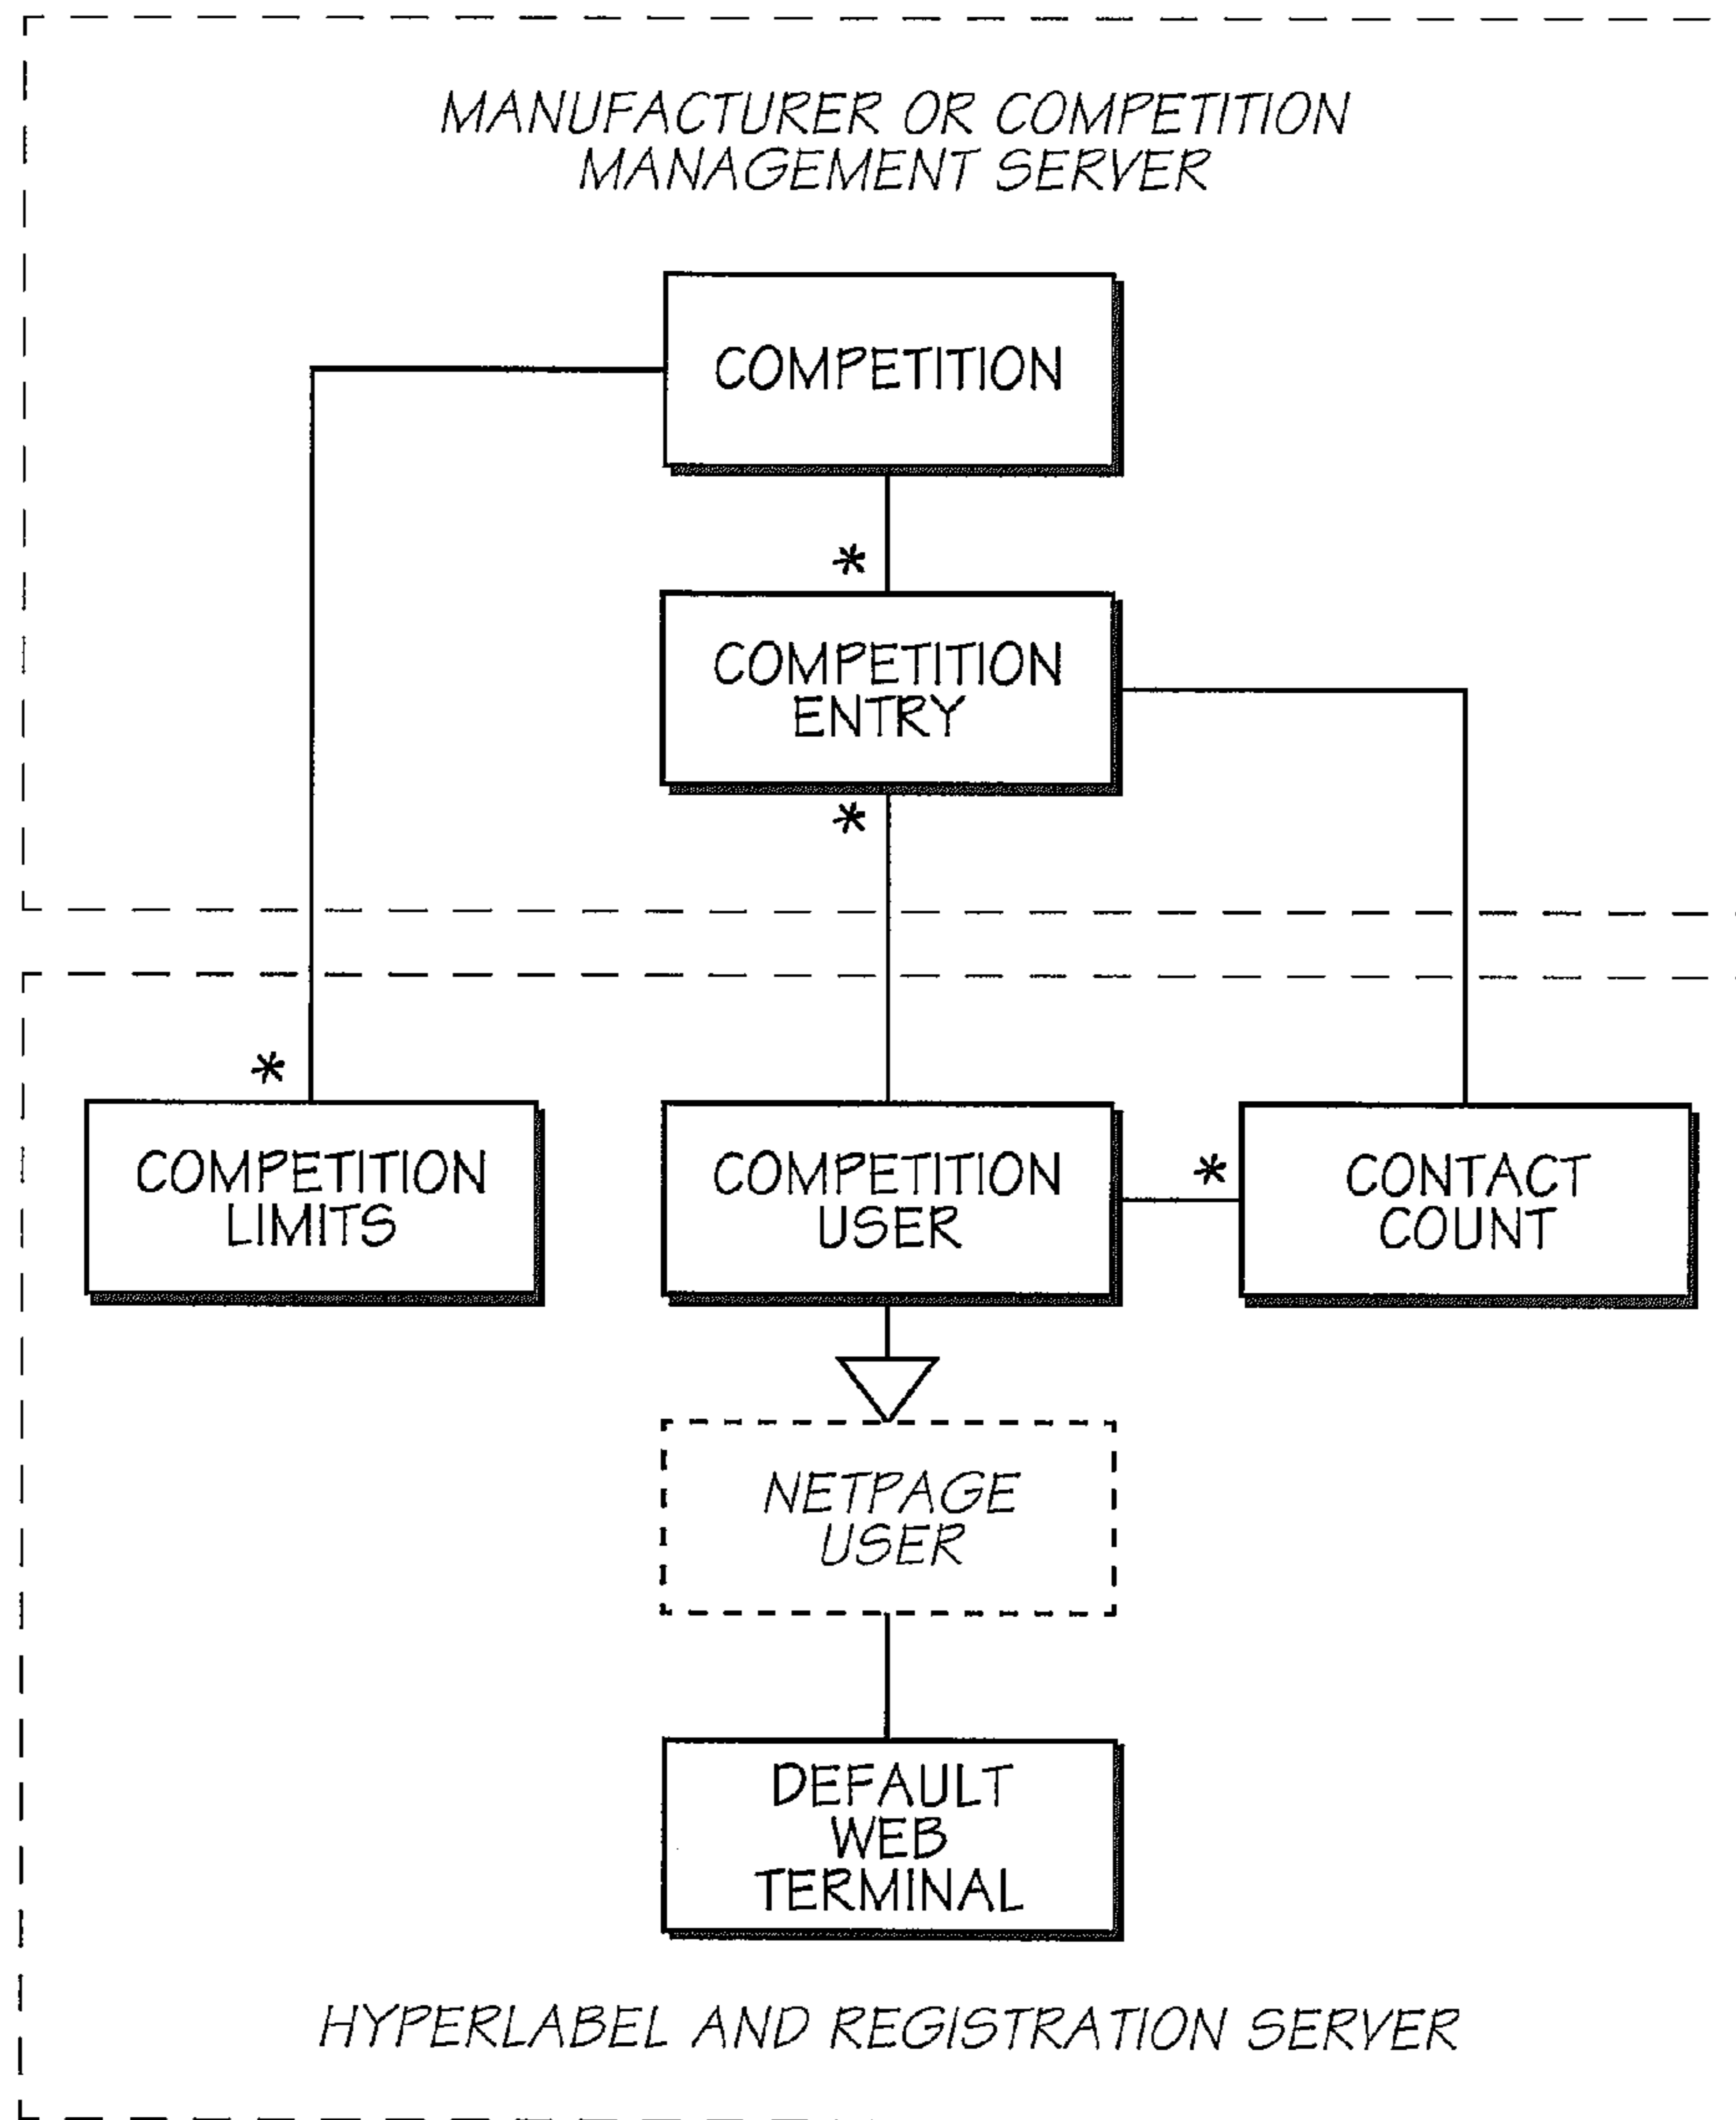 MANUFACTURER OR COMPETITION
MANAGEMENT SERVER
COMPETITION
*
COMPETITION
ENTRY
*
*
COMPETITION
LIMITS
COMPETITION
USER
*
CONTACT
COUNT
NETPAGE
USER
DEFAULT
WEB
TERMINAL
HYPERLABEL AND REGISTRATION SERVER